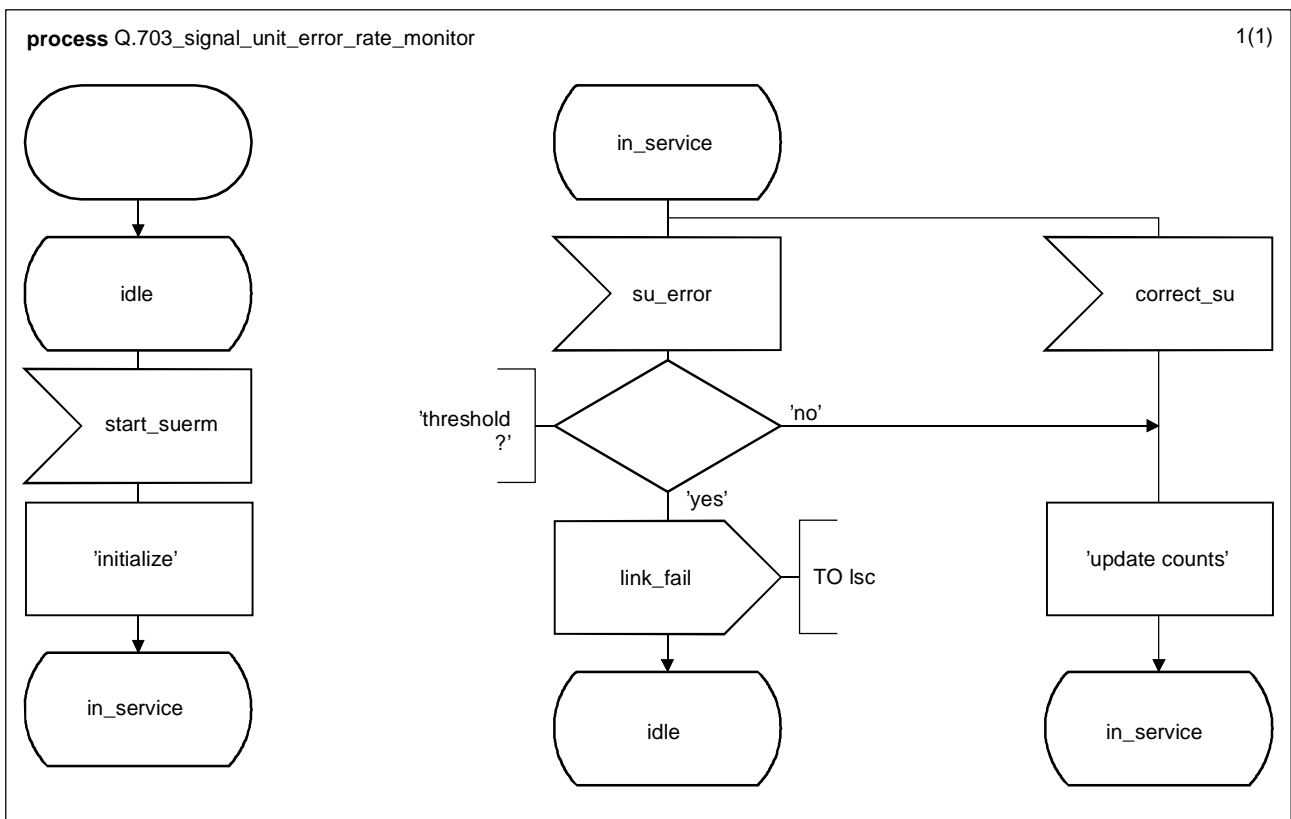 process Q.703_signal_unit_error_rate_monitor
1(1)
in_service
idle
su_error
correct_su
start_suerm
’threshold
?’
’no’
’yes’
’initialize’
link_fail
TO lsc
’update counts’
in_service
idle
in_service